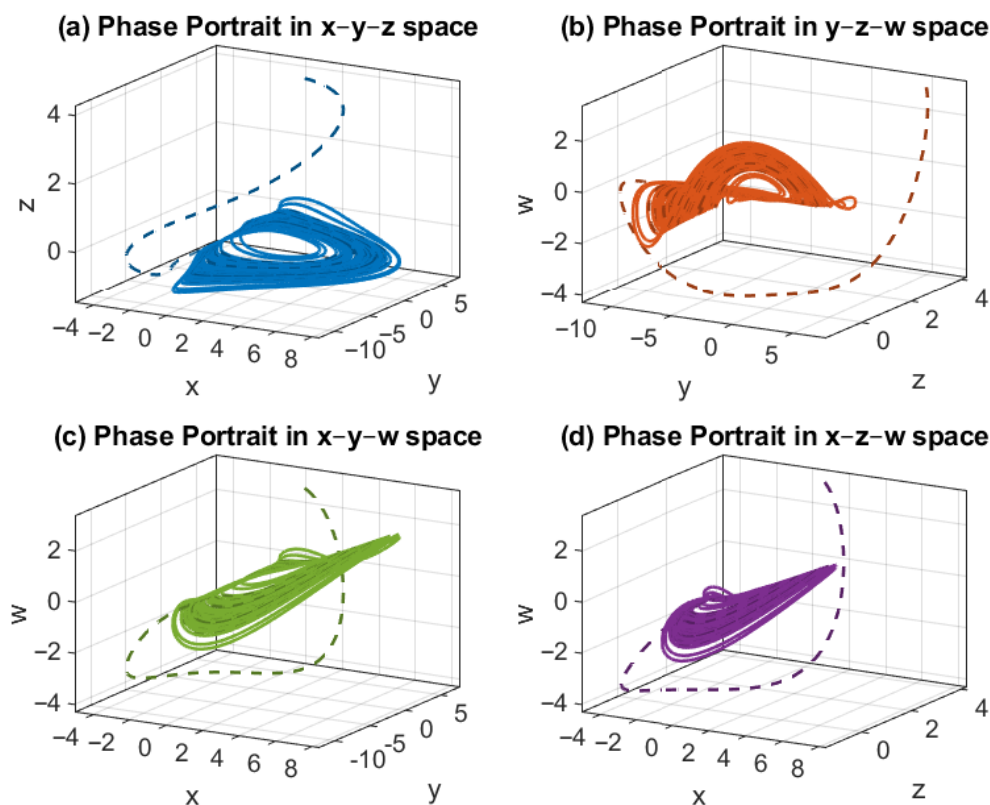 (a) Phase Portrait in x−y−z space
4
2
0
z
−4 −2 0 2 4 6 8
x
−10 −5 0 5
y
(b) Phase Portrait in y−z−w space
2
0
−2
−4
w
−10 −5 0 5
y
0 2 4
z
(c) Phase Portrait in x−y−w space
2
0
−2
−4
w
−4 −2 0 2 4 6 8
x
-10 -5 0 5
y
(d) Phase Portrait in x−z−w space
2
0
−2
−4
w
−4 −2 0 2 4 6 8
x
0 2 4
z